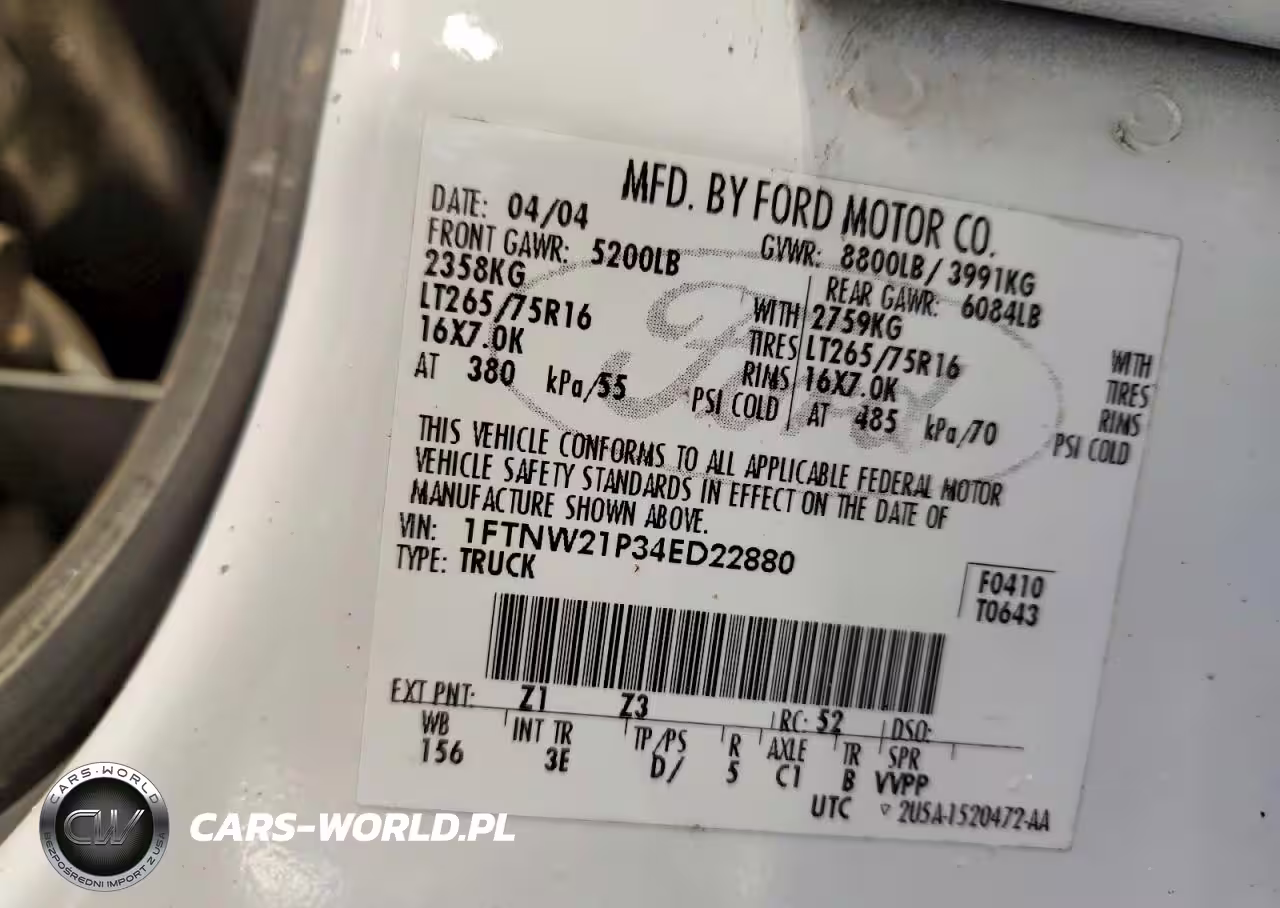 MFD. BY FORD MOTOR CO.
DATE: 04/04 GVWR: 8800LB/3991KG
FRONT GAWR: 5200LB REAR GAWR: 6084LB
2358KG WITH 2759KG WITH
LT265/75R16 TIRES LT265/75R16 TIRES
16X7.0K RIMS 16X7.0K RIMS
AT 380 kPa/55 PSI COLD AT 485 kPa/70 PSI COLD
Ford
THIS VEHICLE CONFORMS TO ALL APPLICABLE FEDERAL MOTOR
VEHICLE SAFETY STANDARDS IN EFFECT ON THE DATE OF
MANUFACTURE SHOWN ABOVE.
VIN: 1FTNW21P34ED22880
TYPE: TRUCK
F0410
T0643
EXT PNT: Z1 Z3 RC: 52 DSO:
WB INT TR TP/PS R AXLE TR SPR
156 3E D/ 5 C1 B VVPP
UTC ▽ 2U5A-1520472-AA
CARS-WORLD
CW
BEZPOŚREDNI IMPORT Z USA
CARS-WORLD.PL